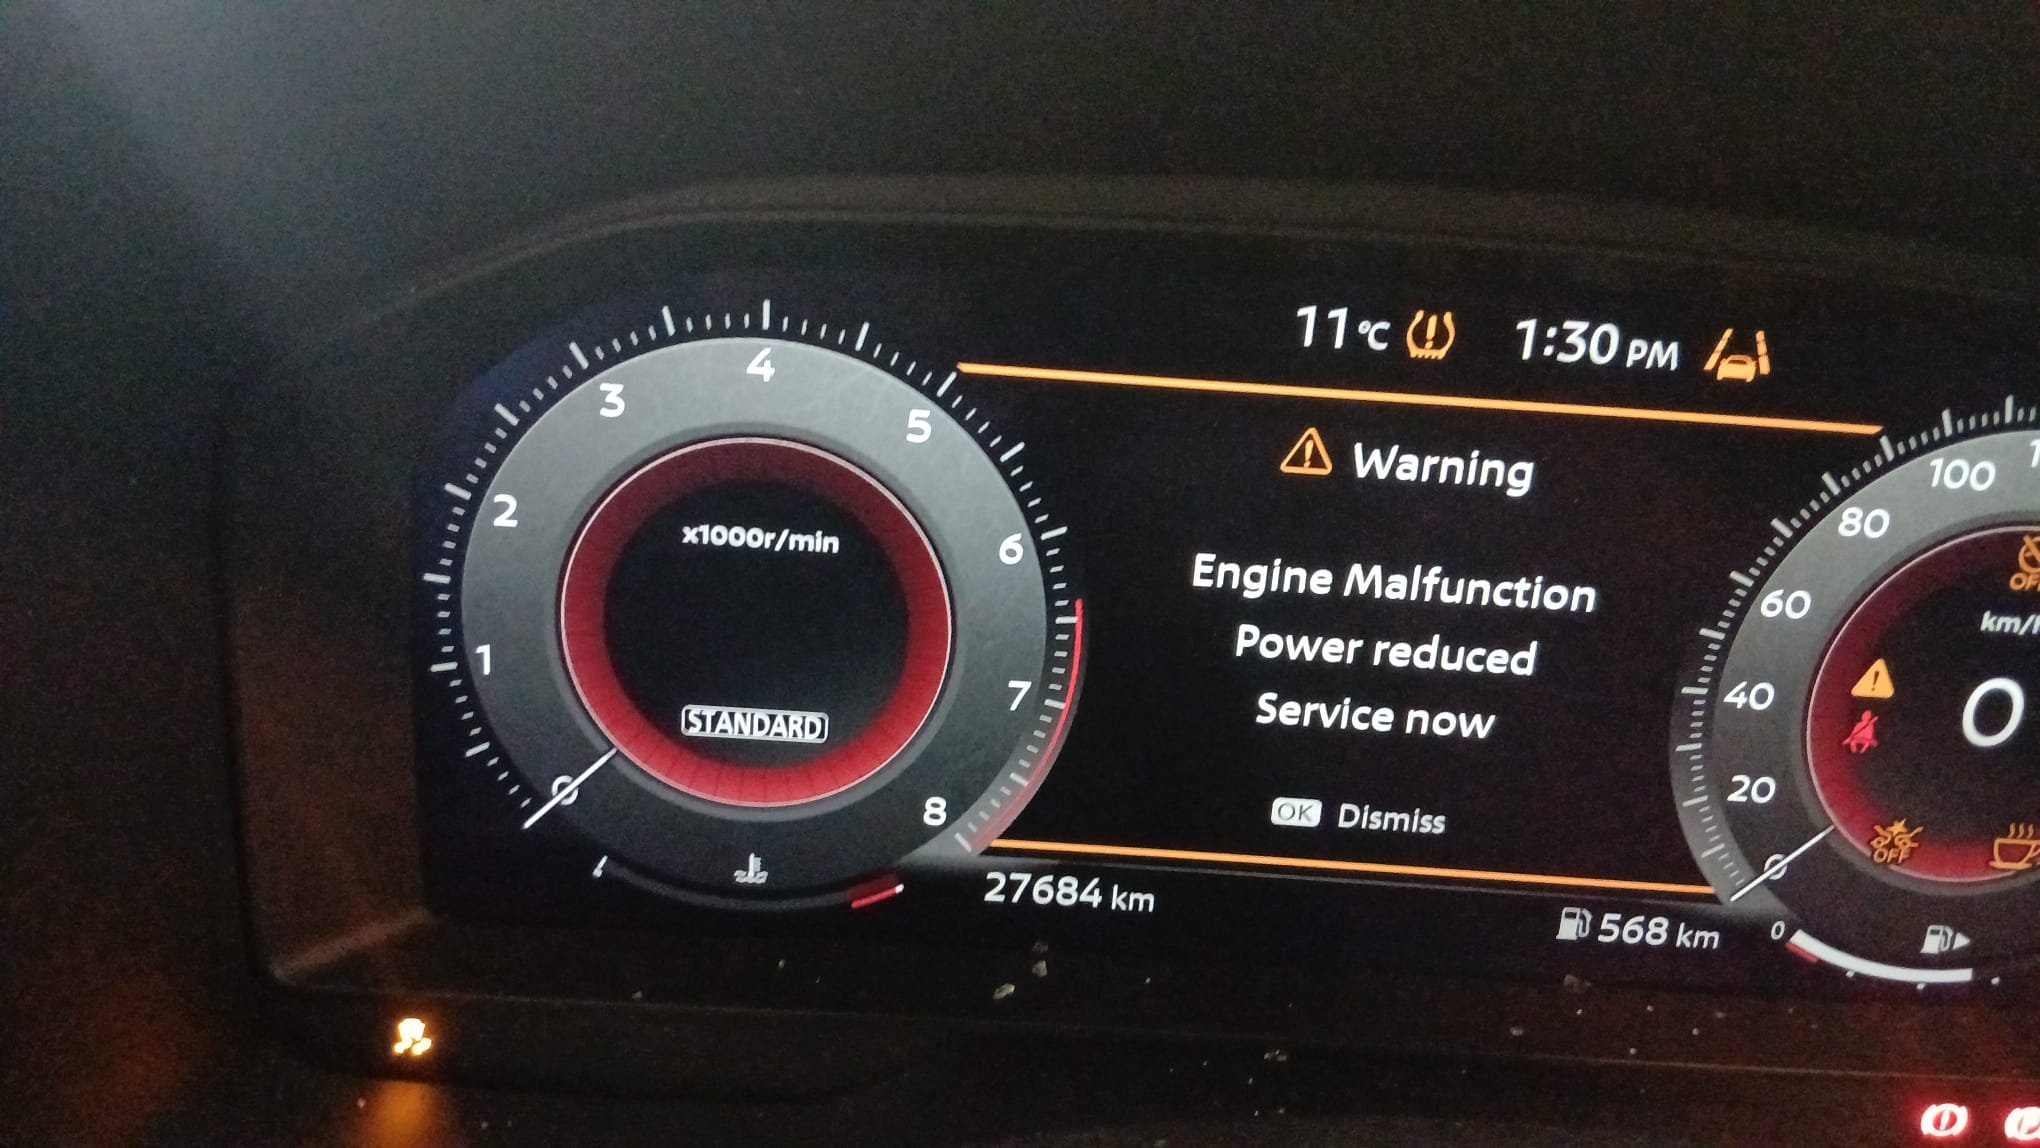 11°C 1:30 PM
Warning
Engine Malfunction
Power reduced
Service now
OK Dismiss
x1000r/min
STANDARD
0
1
2
3
4
5
6
7
8
27684 km
568 km
0
0
20
40
60
80
100
0
OFF